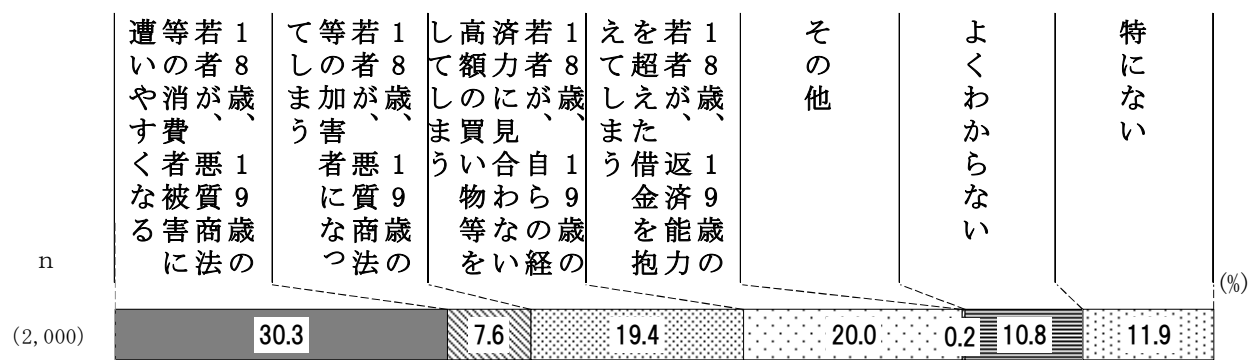 18歳、19歳の
若者が、悪質商法
等の消費者被害に
遭いやすくなる
18歳、19歳の
若者が、悪質商法
等の加害者になっ
てしまう
18歳、19歳の
若者が、自らの経
済力に見合わない
高額の買い物等を
してしまう
18歳、19歳の
若者が、返済能力
を超えた借金を抱
えてしまう
その他
よくわからない
特にない
n
(%)
(2,000)
30.3
7.6
19.4
20.0
0.2
10.8
11.9